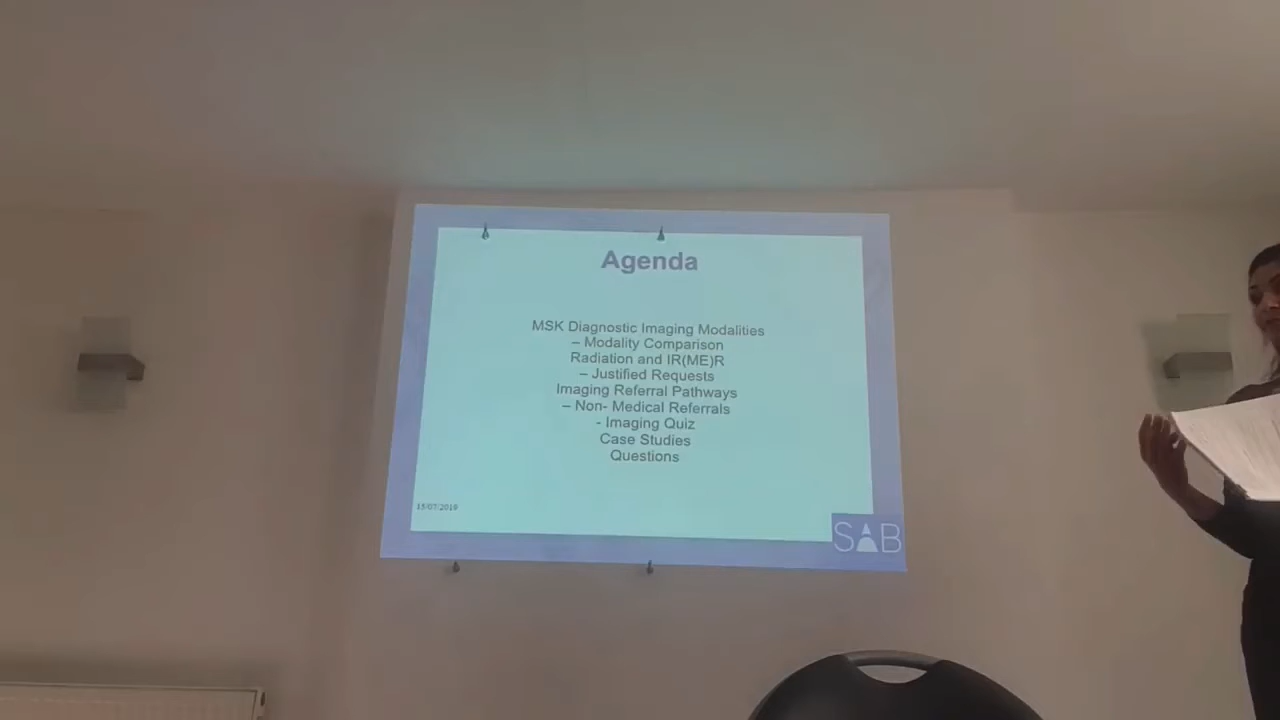 Agenda
MSK Diagnostic Imaging Modalities
– Modality Comparison
Radiation and IR(ME)R
– Justified Requests
Imaging Referral Pathways
– Non- Medical Referrals
- Imaging Quiz
Case Studies
Questions
15/07/2019
SAB